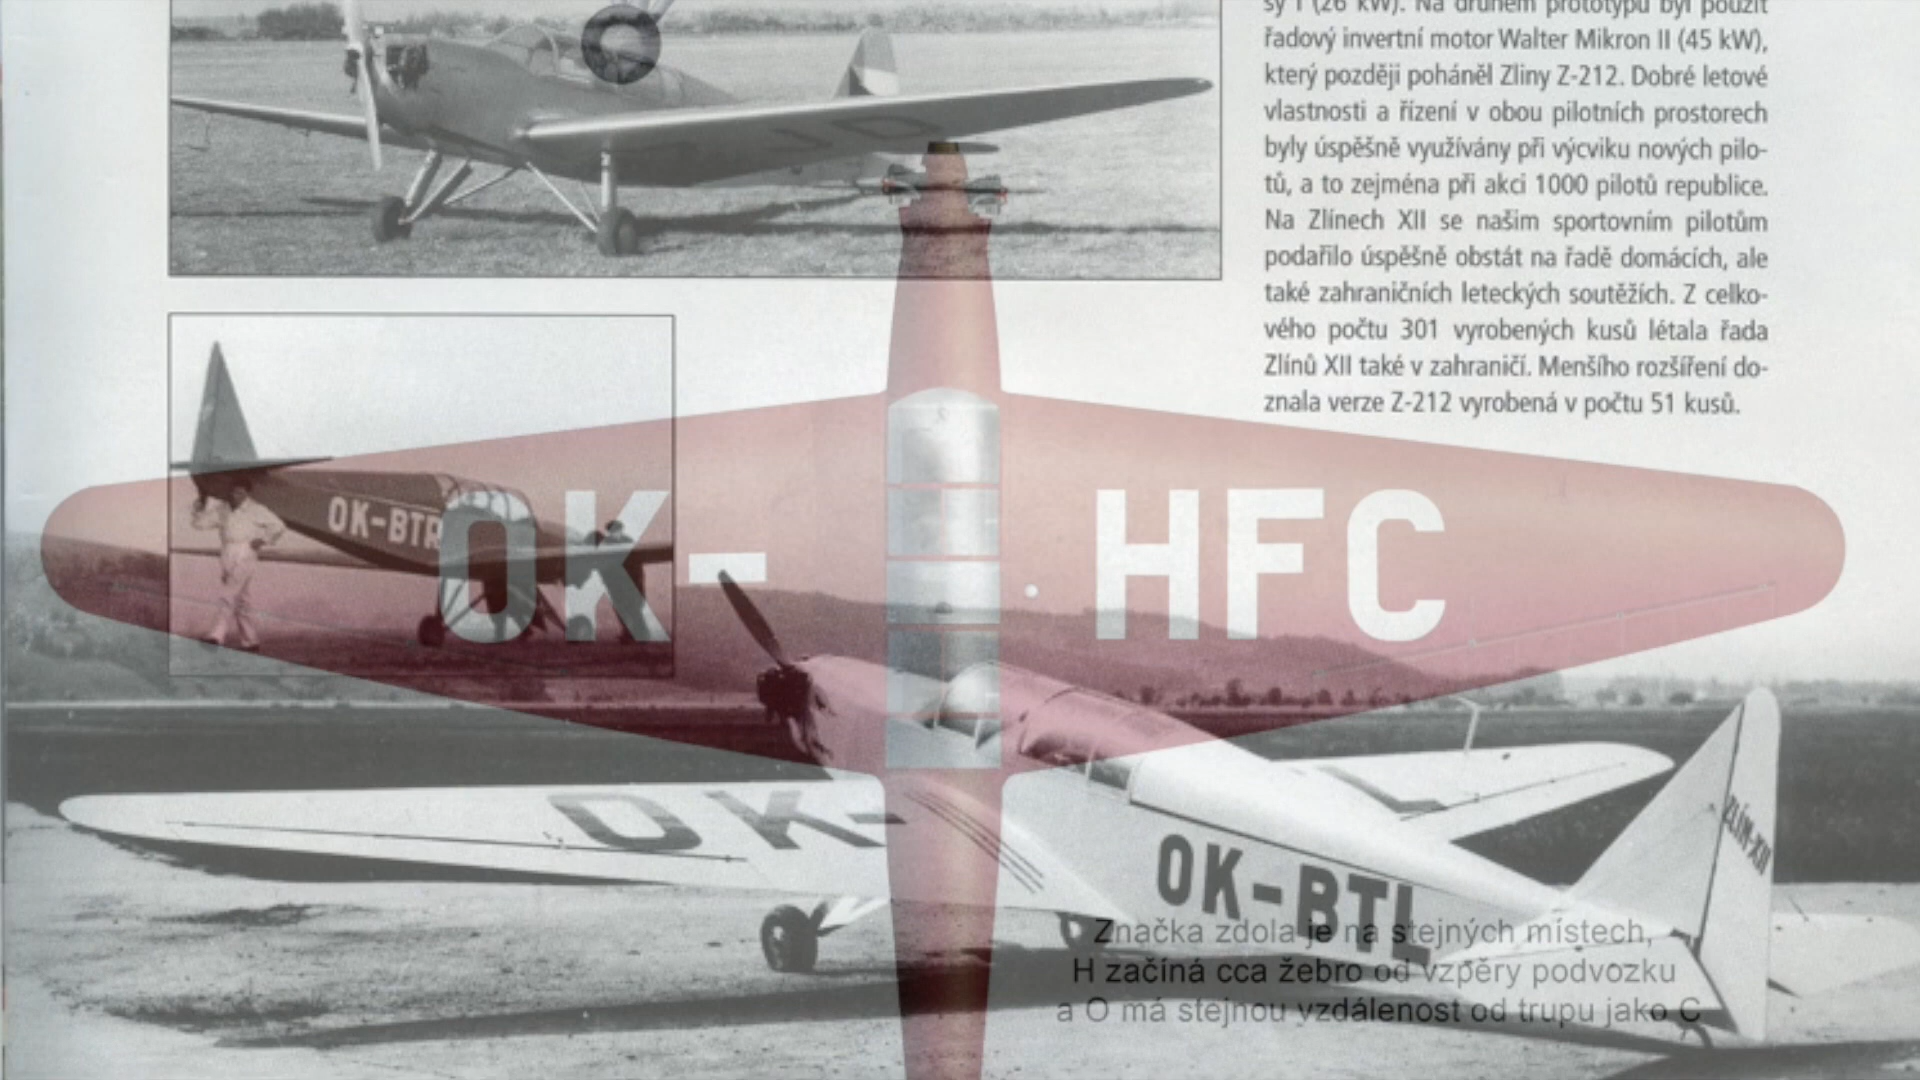 sy I (26 kW). Na druhém prototypu byl použit
řadový invertní motor Walter Mikron II (45 kW),
který později poháněl Zliny Z-212. Dobré letové
vlastnosti a řízení v obou pilotních prostorech
byly úspěšně využívány při výcviku nových pilo-
tů, a to zejména při akci 1000 pilotů republice.
Na Zlínech XII se našim sportovním pilotům
podařilo úspěšně obstát na řadě domácích, ale
také zahraničních leteckých soutěžích. Z celko-
vého počtu 301 vyrobených kusů létala řada
Zlínů XII také v zahraničí. Menšího rozšíření do-
znala verze Z-212 vyrobená v počtu 51 kusů.
OK-BTR
OK- HFC
OK-
OK-BTL
ZLÍN-XII
Značka zdola je na stejných místech,
H začíná cca žebro od vzpěry podvozku
a O má stejnou vzdálenost od trupu jako C